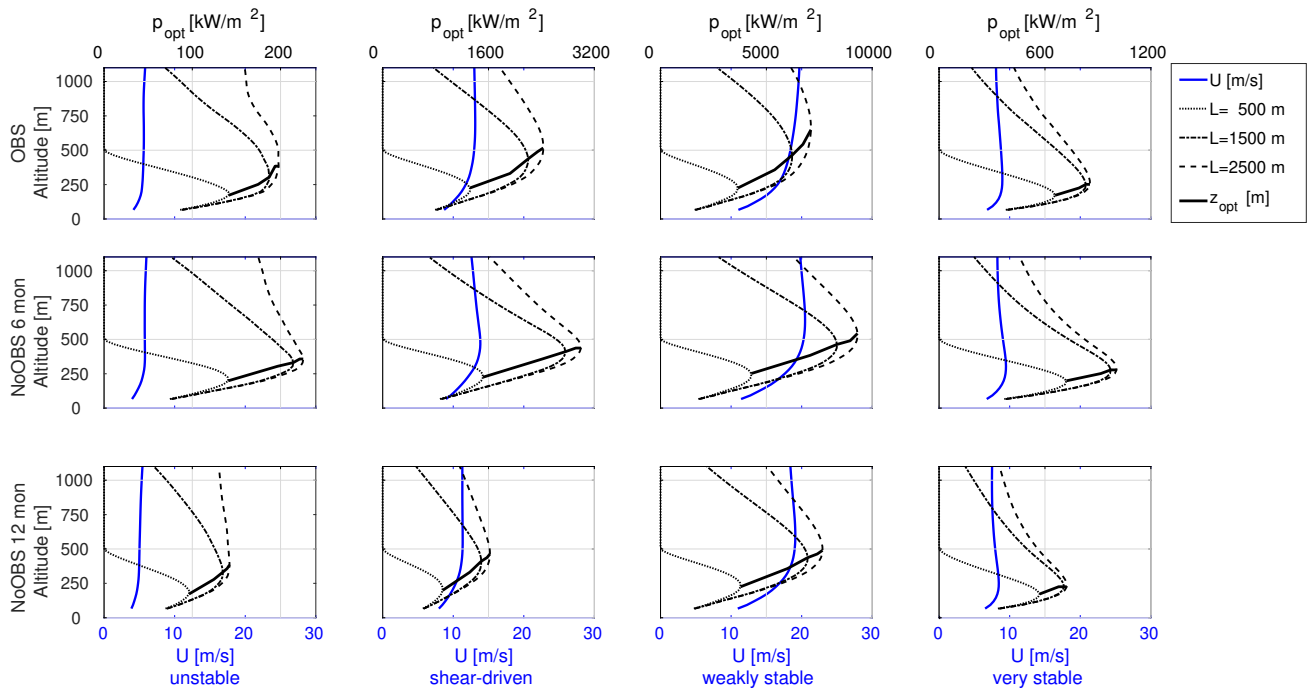 p_opt [kW/m ²] p_opt [kW/m ²] p_opt [kW/m ²] p_opt [kW/m ²]
0 100 200 0 1600 3200 0 5000 10000 0 600 1200
OBS
Altitude [m]
1000
750
500
250
0
U [m/s]
L= 500 m
L=1500 m
L=2500 m
z_opt [m]
NoOBS 6 mon
Altitude [m]
1000
750
500
250
0
NoOBS 12 mon
Altitude [m]
1000
750
500
250
0
0 10 20 30 0 10 20 30 0 10 20 30 0 10 20 30
U [m/s] U [m/s] U [m/s] U [m/s]
unstable shear-driven weakly stable very stable